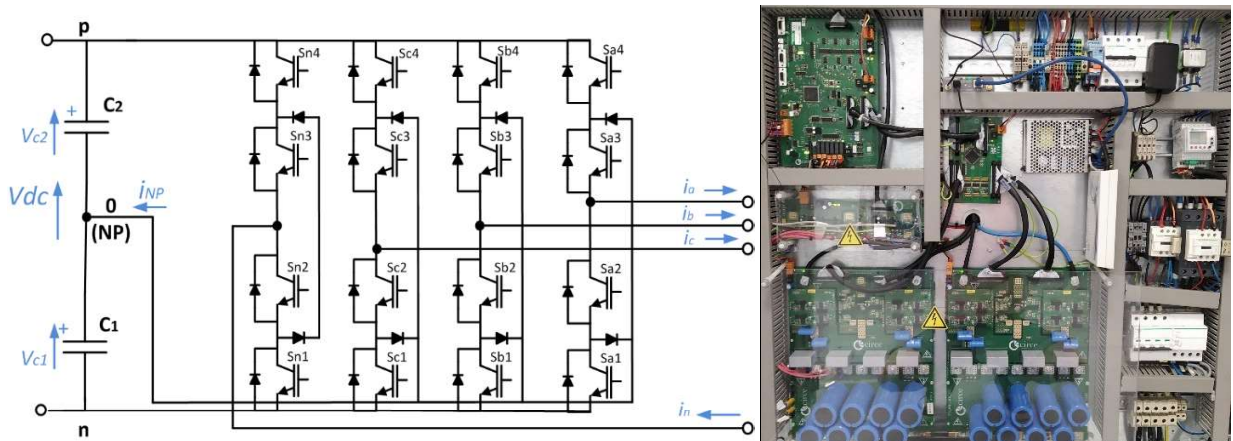 p
Sn4 Sc4 Sb4 Sa4
C2
Vc2 +
Sn3 Sc3 Sb3 Sa3
Vdc
0
iNP
(NP)
ia
ib
ic
Sn2 Sc2 Sb2 Sa2
C1
Vc1 +
Sn1 Sc1 Sb1 Sa1
in
n